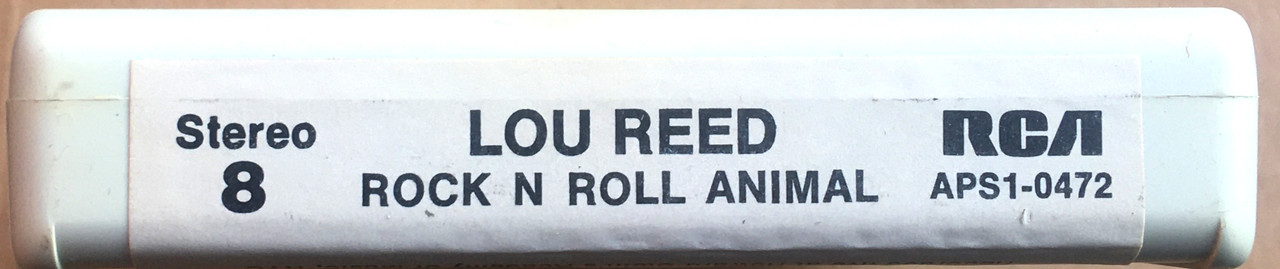 Stereo
8
LOU REED
ROCK N ROLL ANIMAL
RCA
APS1-0472